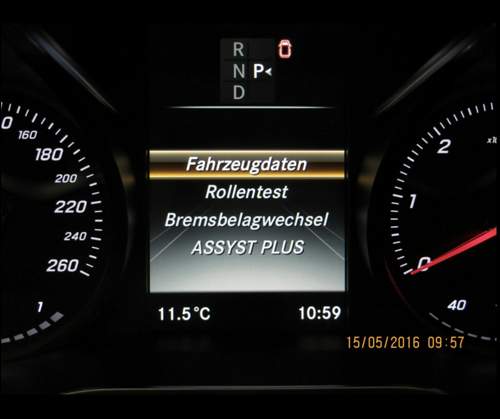 R
N P
D
0 160
180
200
220
240
260
1
Fahrzeugdaten
Rollentest
Bremsbelagwechsel
ASSYST PLUS
11.5°C 10:59
2
1
0
40
15/05/2016 09:57